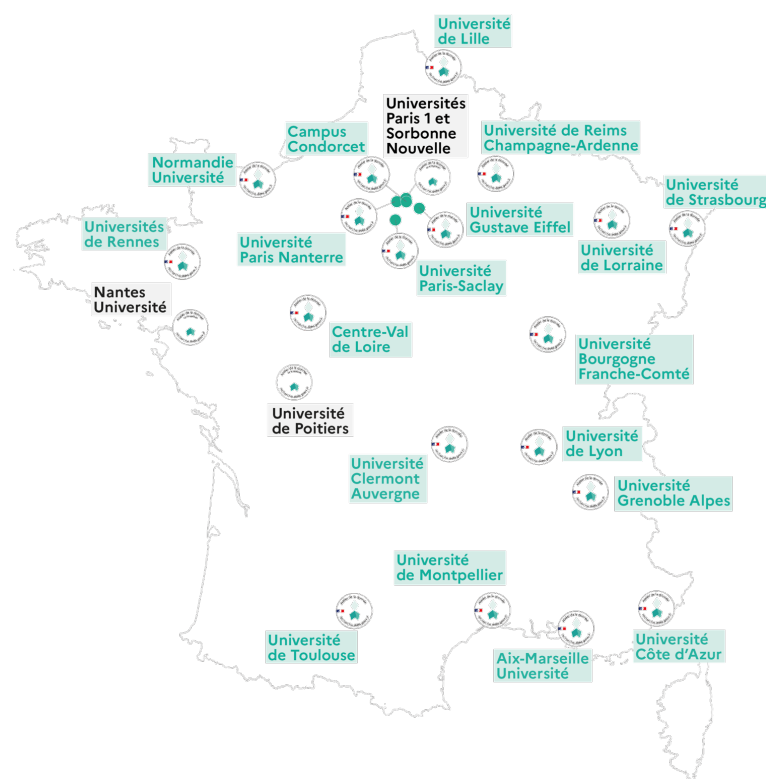 Université
de Lille
Universités
Paris 1 et
Sorbonne
Nouvelle
Campus
Condorcet
Université de Reims
Champagne-Ardenne
Normandie
Université
Université
de Strasbourg
Universités
de Rennes
Université
Paris Nanterre
Université
Gustave Eiffel
Université
de Lorraine
Université
Paris-Saclay
Nantes
Université
Centre-Val
de Loire
Université
Bourgogne
Franche-Comté
Université
de Poitiers
Université
Clermont
Auvergne
Université
de Lyon
Université
Grenoble Alpes
Université
de Montpellier
Université
de Toulouse
Aix-Marseille
Université
Université
Côte d'Azur